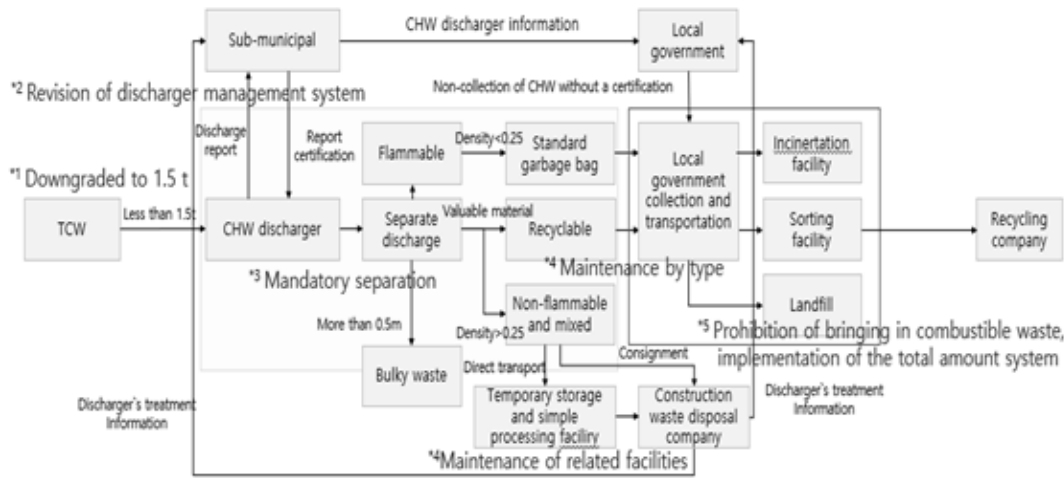 CHW discharger information
Sub-municipal
Local
government
*2 Revision of discharger management system
Non-collection of CHW without a certification
Discharge
report
Report
certification
Flammable
Density<0.25
Standard
garbage bag
Local
government
collection and
transportation
Incinertation
facility
*1 Downgraded to 1.5 t
TCW
Less than 1.5t
CHW discharger
Separate
discharge
Valuable material
Recyclable
Sorting
facility
Recycling
company
*3 Mandatory separation
*4 Maintenance by type
More than 0.5m
Density>0.25
Non-flammable
and mixed
Landfill
*5 Prohibition of bringing in combustible waste,
implementation of the total amount system
Bulky waste
Direct transport
Consignment
Discharger`s treatment
Information
Temporary storage
and simple
processing faciliry
Construction
waste disposal
company
Discharger`s treatment
Information
*4Maintenance of related facilities